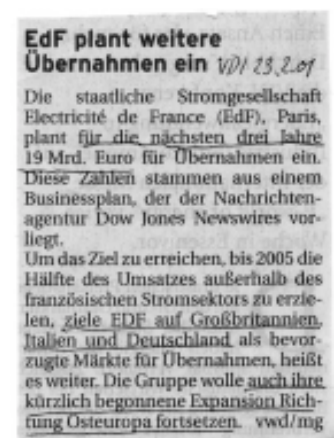 EdF plant weitere
Übernahmen ein VDI 23.2.01
Die staatliche Stromgesellschaft
Electricité de France (EdF), Paris,
plant für die nächsten drei Jahre
19 Mrd. Euro für Übernahmen ein.
Diese Zahlen stammen aus einem
Businessplan, der der Nachrichten-
agentur Dow Jones Newswires vor-
liegt.
Um das Ziel zu erreichen, bis 2005 die
Hälfte des Umsatzes außerhalb des
französischen Stromsektors zu erzie-
len, ziele EDF auf Großbritannien,
Italien und Deutschland als bevor-
zugte Märkte für Übernahmen, heißt
es weiter. Die Gruppe wolle auch ihre
kürzlich begonnene Expansion Rich-
tung Osteuropa fortsetzen. vwd/mg